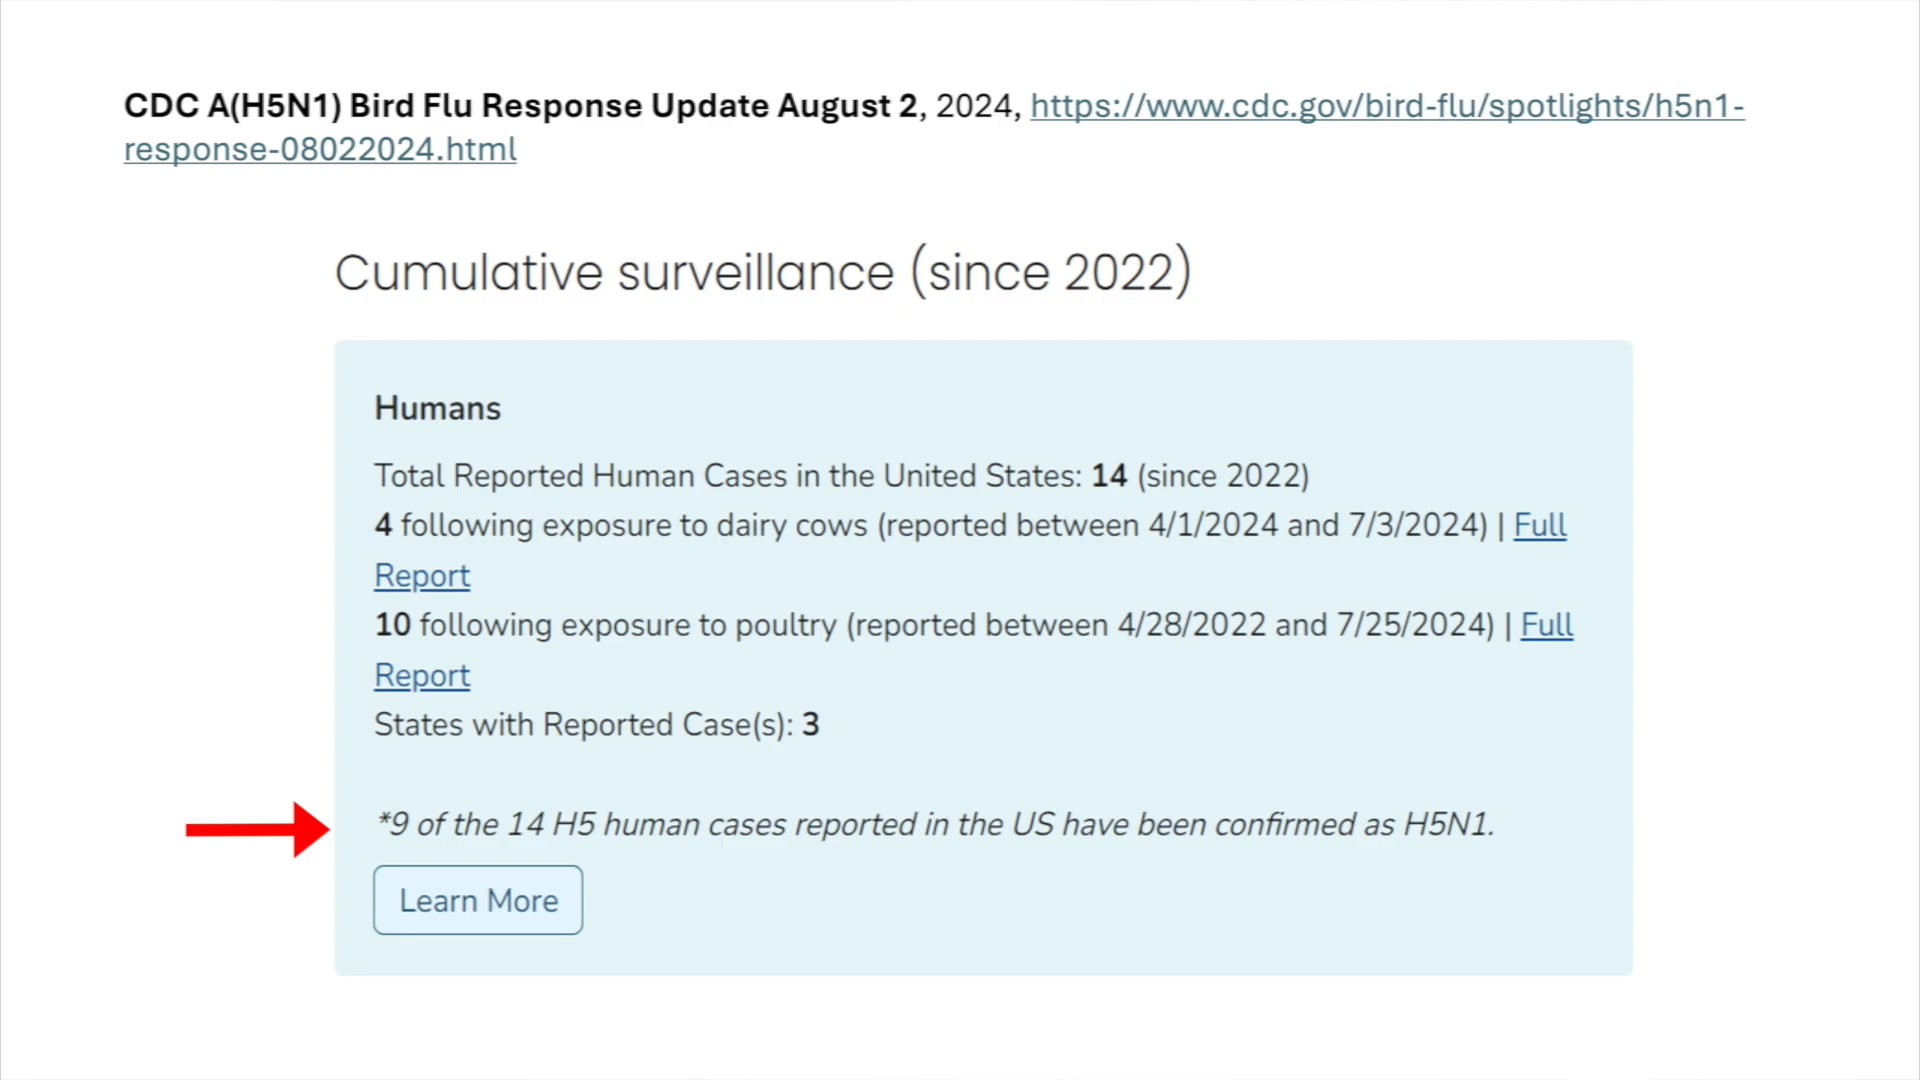 CDC A(H5N1) Bird Flu Response Update August 2, 2024, https://www.cdc.gov/bird-flu/spotlights/h5n1-
response-08022024.html
Cumulative surveillance (since 2022)
Humans
Total Reported Human Cases in the United States: 14 (since 2022)
4 following exposure to dairy cows (reported between 4/1/2024 and 7/3/2024) | Full
Report
10 following exposure to poultry (reported between 4/28/2022 and 7/25/2024) | Full
Report
States with Reported Case(s): 3
*9 of the 14 H5 human cases reported in the US have been confirmed as H5N1.
Learn More